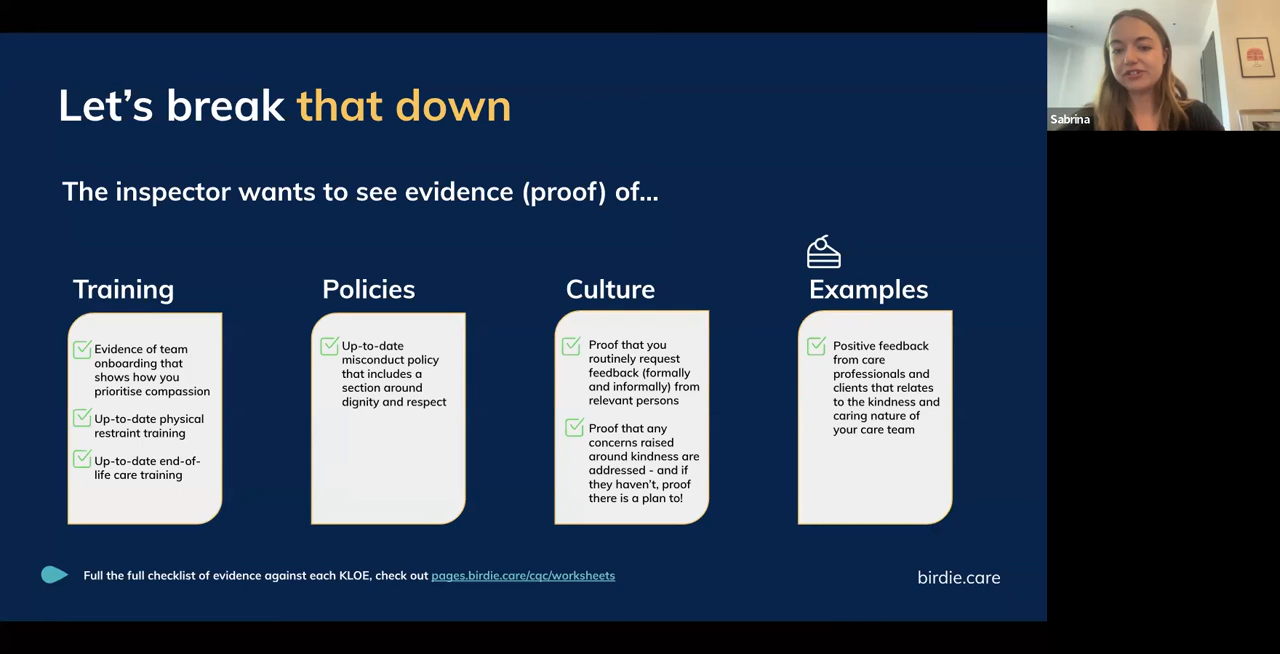 Let’s break that down
Sabrina
The inspector wants to see evidence (proof) of...
Training
Evidence of team
onboarding that
shows how you
prioritise compassion
Up-to-date physical
restraint training
Up-to-date end-of-
life care training
Policies
Up-to-date
misconduct policy
that includes a
section around
dignity and respect
Culture
Proof that you
routinely request
feedback (formally
and informally) from
relevant persons
Proof that any
concerns raised
around kindness are
addressed - and if
they haven’t, proof
there is a plan to!
Examples
Positive feedback
from care
professionals and
clients that relates
to the kindness and
caring nature of
your care team
Full the full checklist of evidence against each KLOE, check out pages.birdie.care/cqc/worksheets
birdie.care